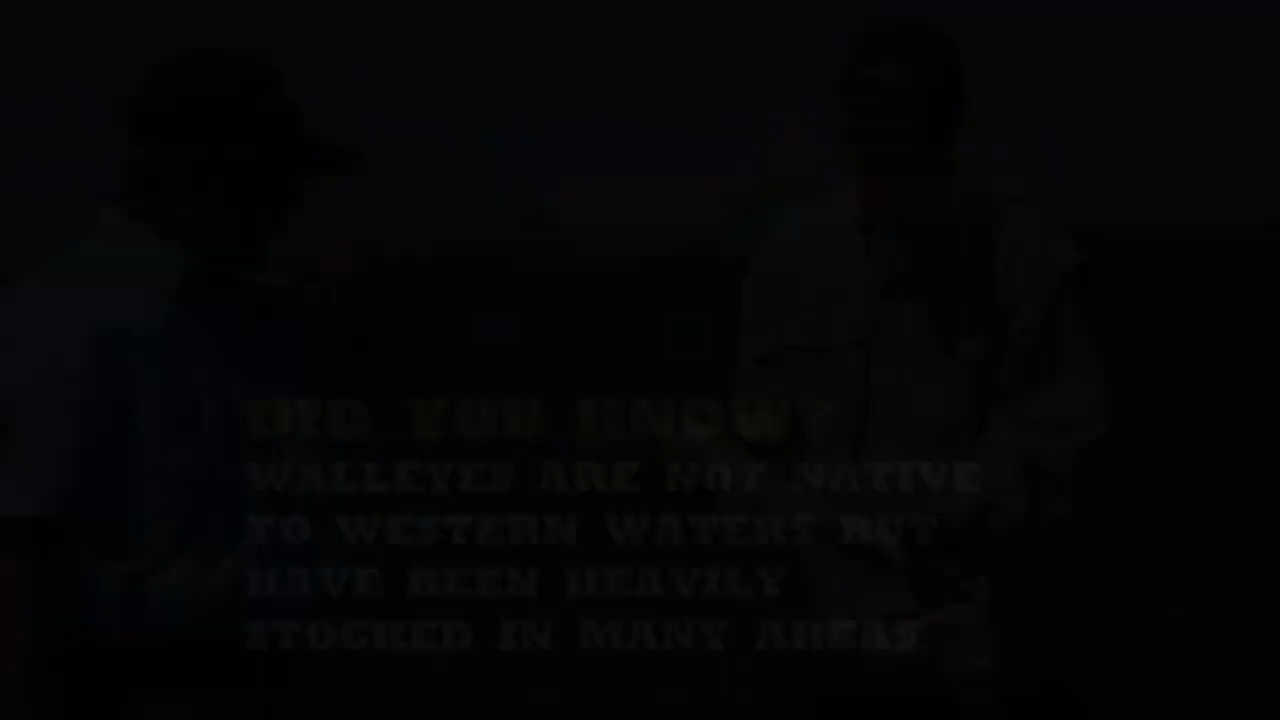 DID YOU KNOW?
WALLEYES ARE NOT NATIVE
TO WESTERN WATERS BUT
HAVE BEEN HEAVILY
STOCKED IN MANY AREAS.